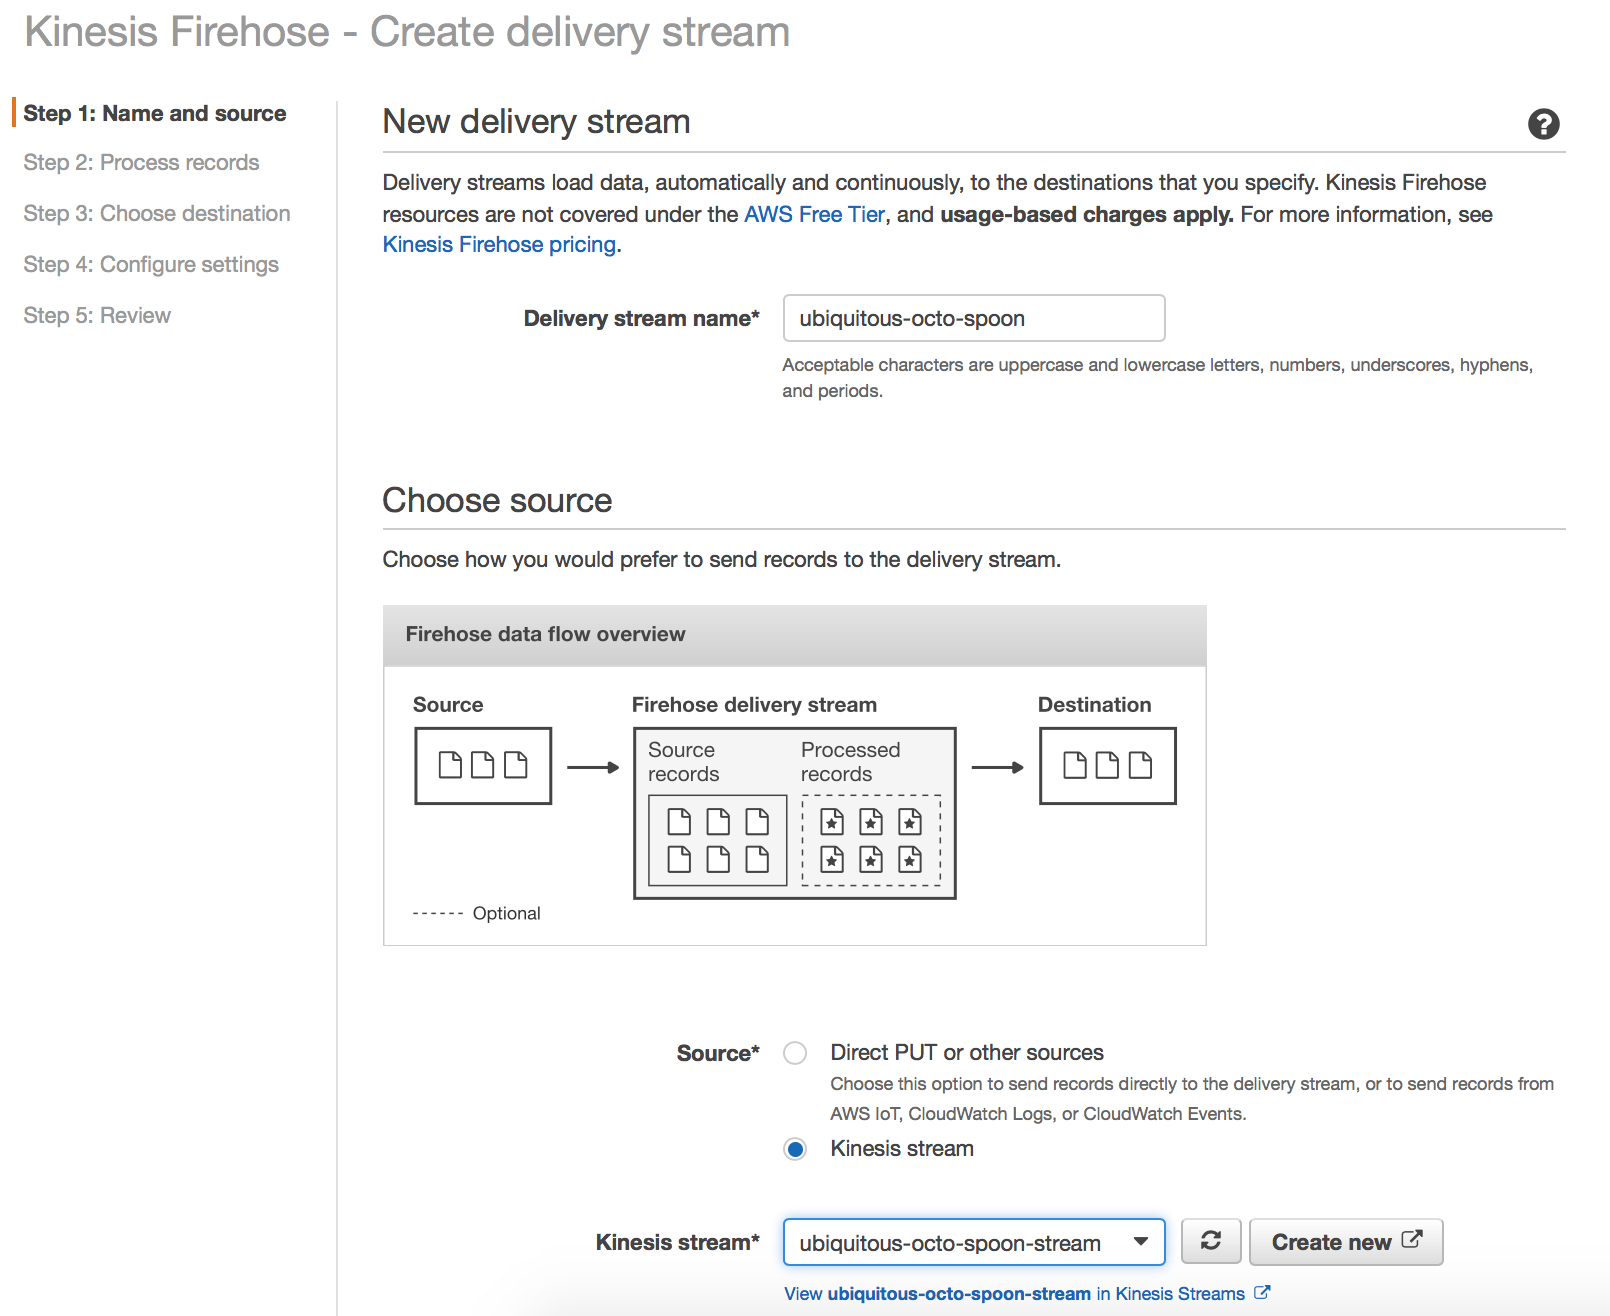 Kinesis Firehose - Create delivery stream
Step 1: Name and source
Step 2: Process records
Step 3: Choose destination
Step 4: Configure settings
Step 5: Review
New delivery stream
?
Delivery streams load data, automatically and continuously, to the destinations that you specify. Kinesis Firehose
resources are not covered under the AWS Free Tier, and usage-based charges apply. For more information, see
Kinesis Firehose pricing.
Delivery stream name* ubiquitous-octo-spoon
Acceptable characters are uppercase and lowercase letters, numbers, underscores, hyphens,
and periods.
Choose source
Choose how you would prefer to send records to the delivery stream.
Firehose data flow overview
Source
Firehose delivery stream
Destination
Source
records
Processed
records
------ Optional
Source* Direct PUT or other sources
Choose this option to send records directly to the delivery stream, or to send records from
AWS IoT, CloudWatch Logs, or CloudWatch Events.
Kinesis stream
Kinesis stream* ubiquitous-octo-spoon-stream Create new
View ubiquitous-octo-spoon-stream in Kinesis Streams